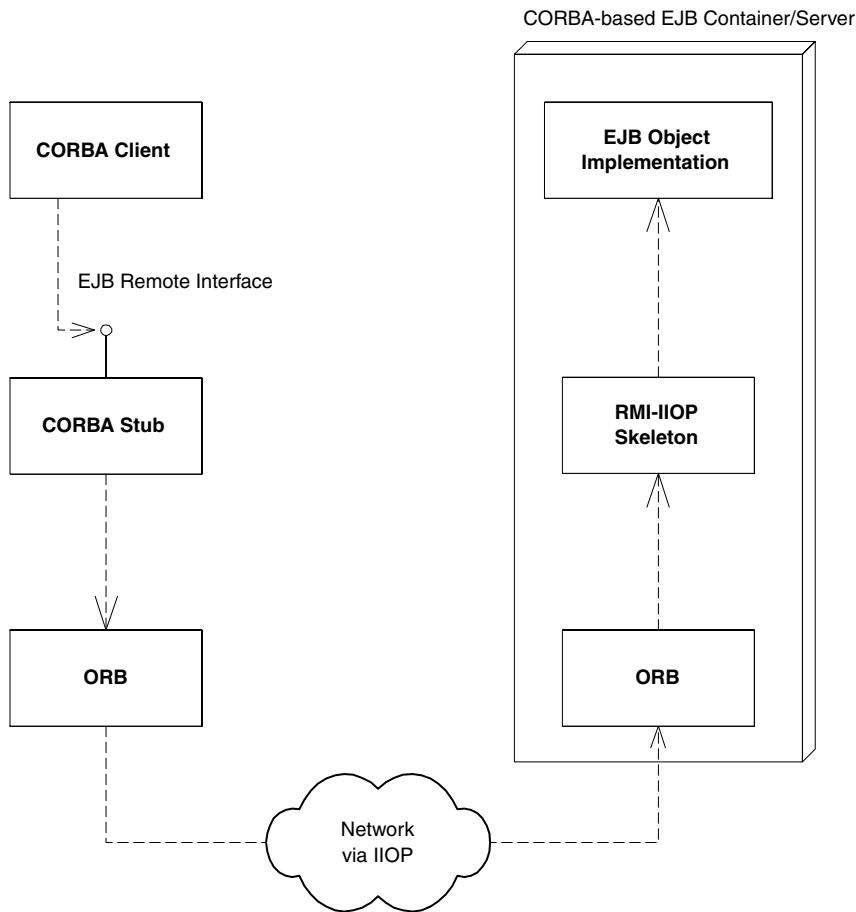 CORBA-based EJB Container/Server
CORBA Client
EJB Object
Implementation
EJB Remote Interface
CORBA Stub
RMI-IIOP
Skeleton
ORB
ORB
Network
via IIOP